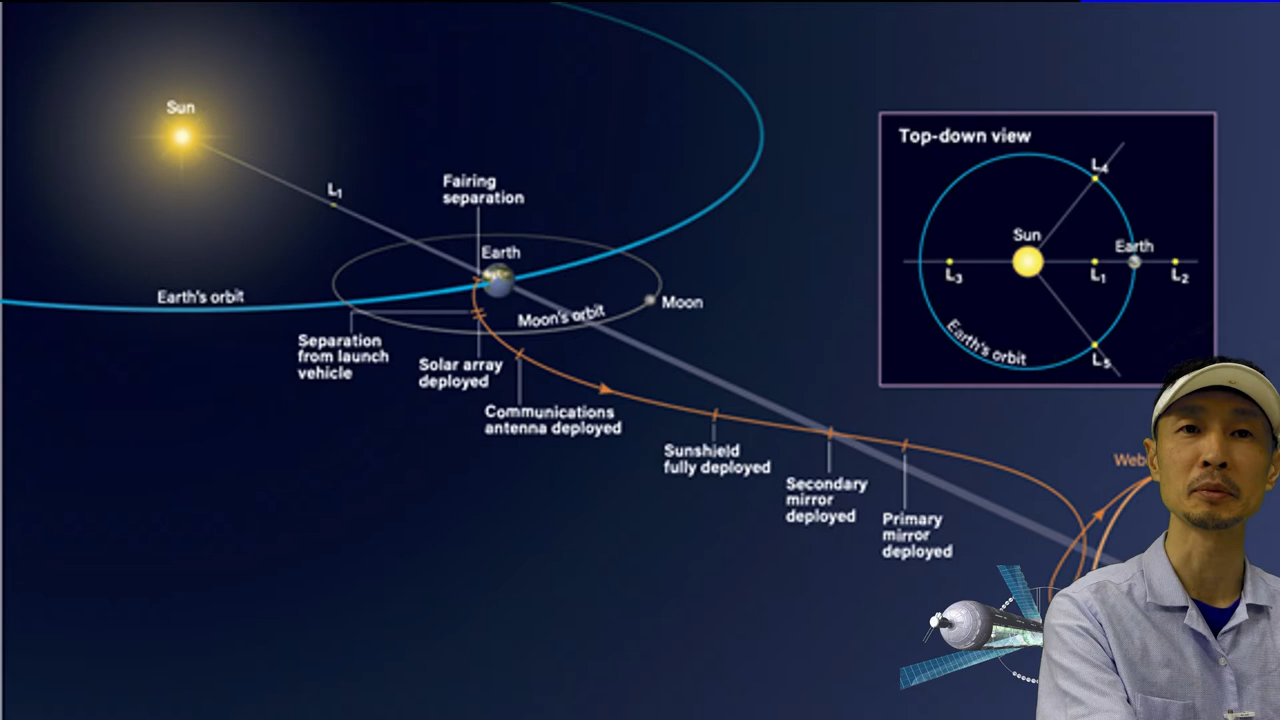 Sun
L₁
Fairing
separation
Earth
Earth's orbit
Moon's orbit
Moon
Separation
from launch
vehicle
Solar array
deployed
Communications
antenna deployed
Sunshield
fully deployed
Secondary
mirror
deployed
Primary
mirror
deployed
Top-down view
L₄
Sun
Earth
L₃
L₁
L₂
Earth's orbit
L₅